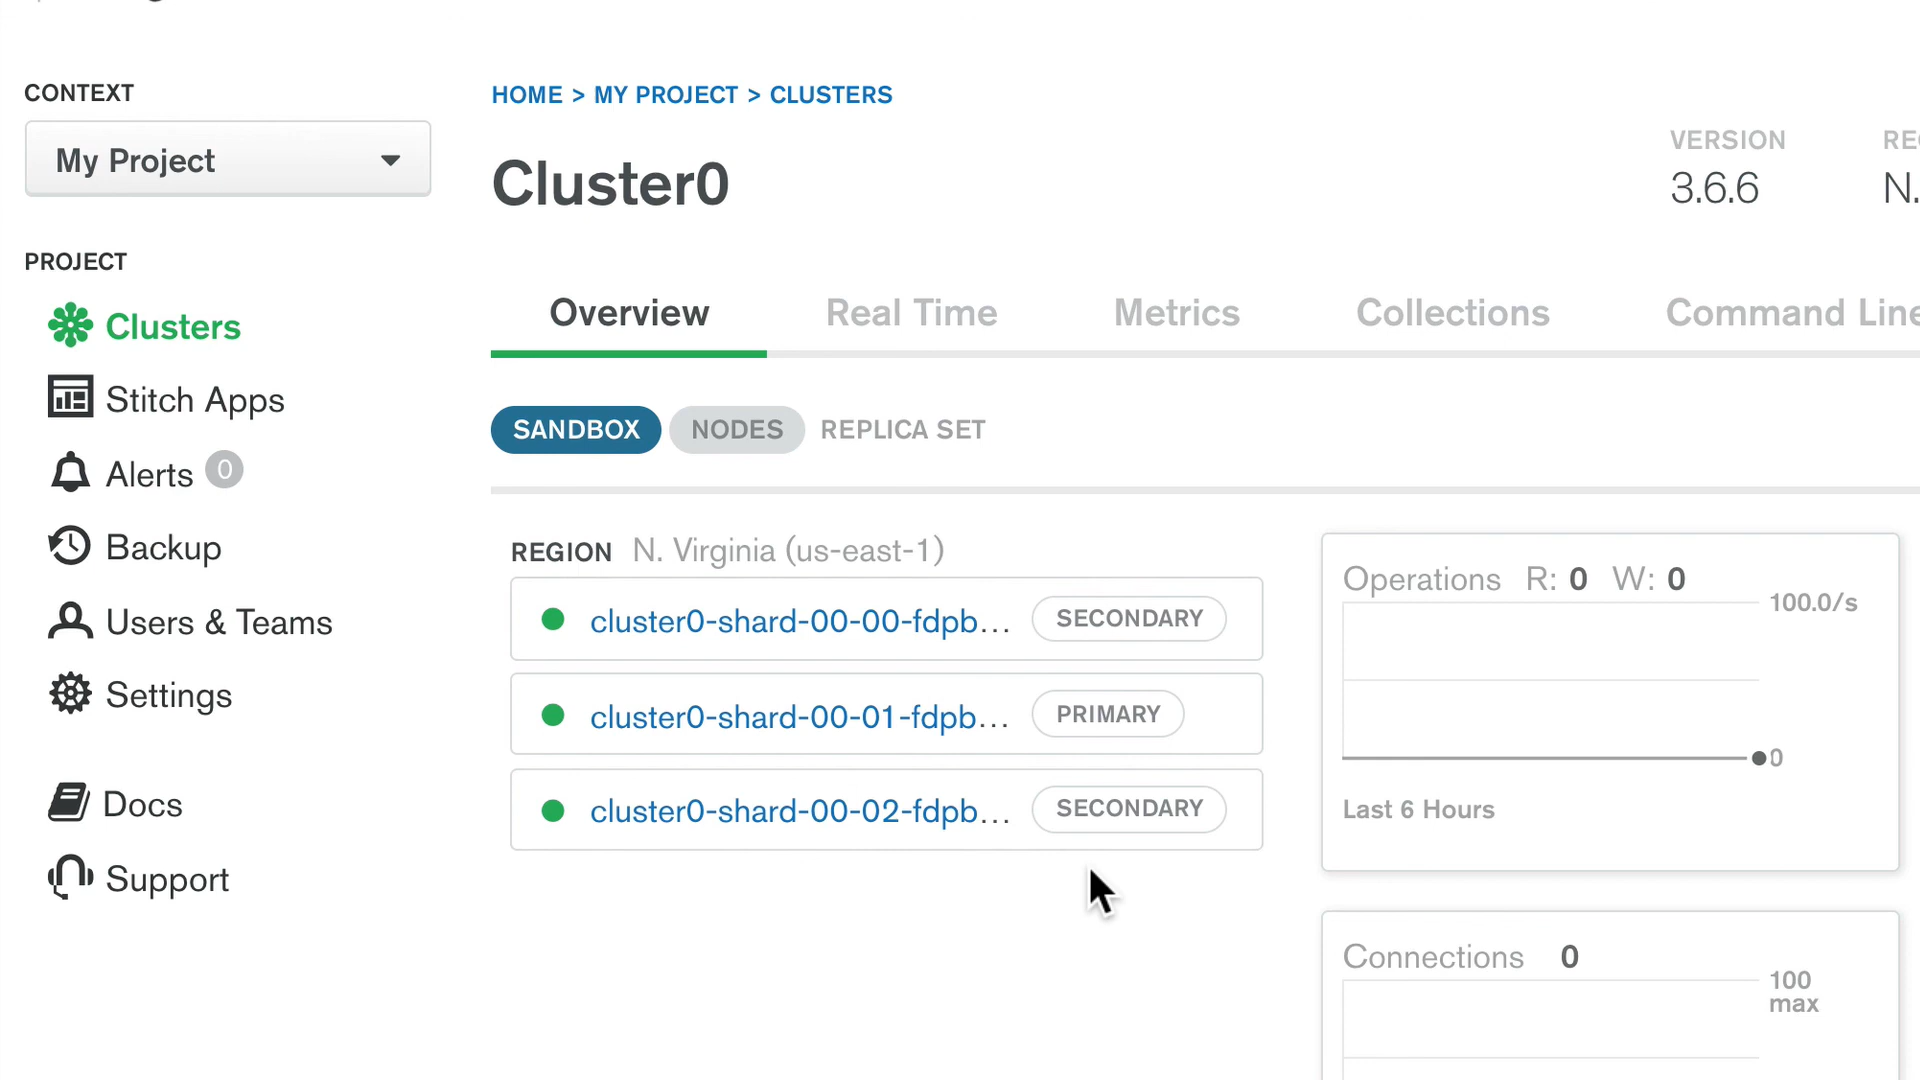 CONTEXT
My Project
PROJECT
Clusters
Stitch Apps
Alerts 0
Backup
Users & Teams
Settings
Docs
Support
HOME > MY PROJECT > CLUSTERS
Cluster0
VERSION
3.6.6
RE
N.
Overview Real Time Metrics Collections Command Line
SANDBOX NODES REPLICA SET
REGION N. Virginia (us-east-1)
cluster0-shard-00-00-fdpb... SECONDARY
cluster0-shard-00-01-fdpb... PRIMARY
cluster0-shard-00-02-fdpb... SECONDARY
Operations R: 0 W: 0
100.0/s
0
Last 6 Hours
Connections 0
100
max